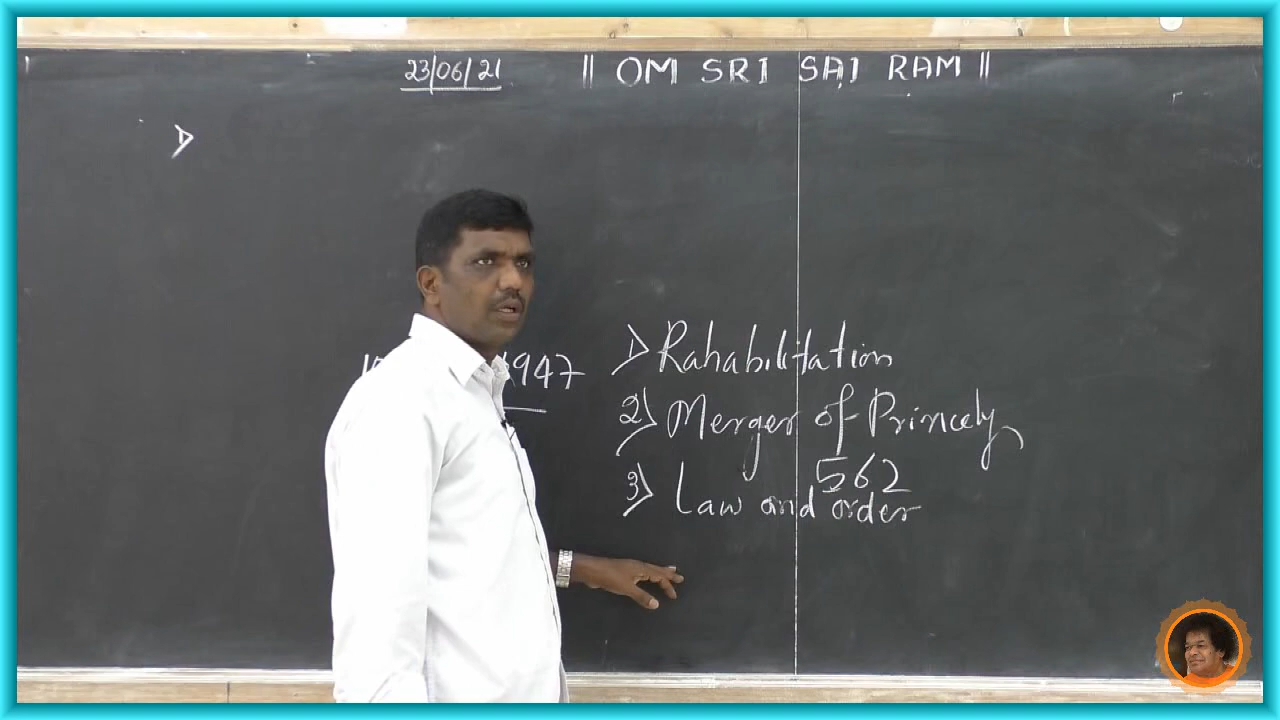 23/06/21
|| OM SRI SAI RAM ||
1947
1) Rahabilitation
2) Merger of Princely
562
3) Law and order